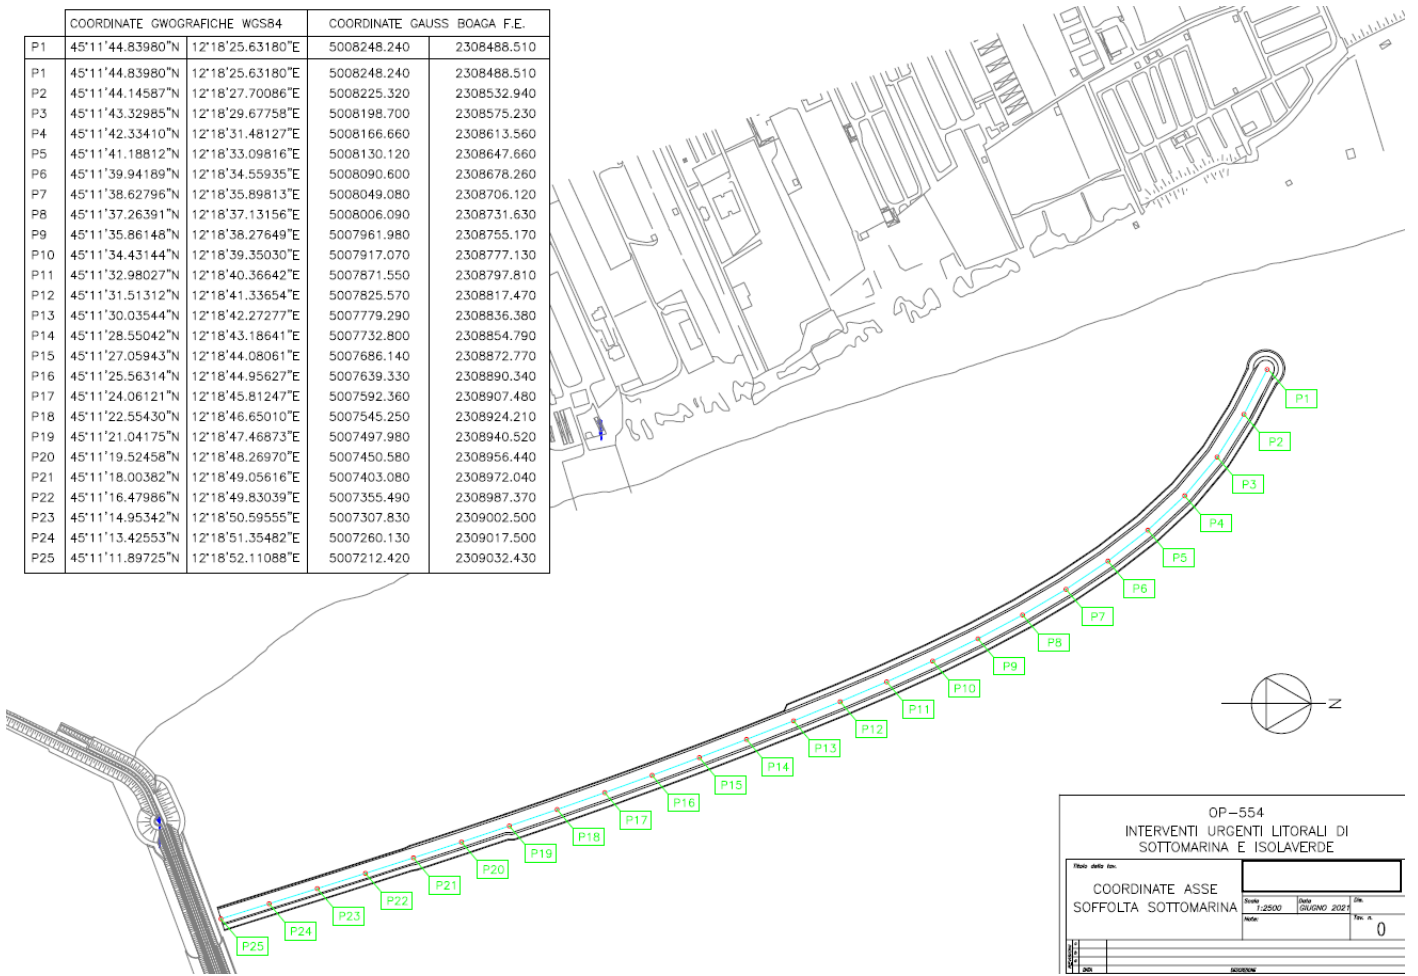 COORDINATE GWOGRAFICHE WGS84 COORDINATE GAUSS BOAGA F.E.
P1 45°11'44.83980"N 12°18'25.63180"E 5008248.240 2308488.510
P1 45°11'44.83980"N 12°18'25.63180"E 5008248.240 2308488.510
P2 45°11'44.14587"N 12°18'27.70086"E 5008225.320 2308532.940
P3 45°11'43.32985"N 12°18'29.67758"E 5008198.700 2308575.230
P4 45°11'42.33410"N 12°18'31.48127"E 5008166.660 2308613.560
P5 45°11'41.18812"N 12°18'33.09816"E 5008130.120 2308647.660
P6 45°11'39.94189"N 12°18'34.55935"E 5008090.600 2308678.260
P7 45°11'38.62796"N 12°18'35.89813"E 5008049.080 2308706.120
P8 45°11'37.26391"N 12°18'37.13156"E 5008006.090 2308731.630
P9 45°11'35.86148"N 12°18'38.27649"E 5007961.980 2308755.170
P10 45°11'34.43144"N 12°18'39.35030"E 5007917.070 2308777.130
P11 45°11'32.98027"N 12°18'40.36642"E 5007871.550 2308797.810
P12 45°11'31.51312"N 12°18'41.33654"E 5007825.570 2308817.470
P13 45°11'30.03544"N 12°18'42.27277"E 5007779.290 2308836.380
P14 45°11'28.55042"N 12°18'43.18641"E 5007732.800 2308854.790
P15 45°11'27.05943"N 12°18'44.08061"E 5007686.140 2308872.770
P16 45°11'25.56314"N 12°18'44.95627"E 5007639.330 2308890.340
P17 45°11'24.06121"N 12°18'45.81247"E 5007592.360 2308907.480
P18 45°11'22.55430"N 12°18'46.65010"E 5007545.250 2308924.210
P19 45°11'21.04175"N 12°18'47.46873"E 5007497.980 2308940.520
P20 45°11'19.52458"N 12°18'48.26970"E 5007450.580 2308956.440
P21 45°11'18.00382"N 12°18'49.05616"E 5007403.080 2308972.040
P22 45°11'16.47986"N 12°18'49.83039"E 5007355.490 2308987.370
P23 45°11'14.95342"N 12°18'50.59555"E 5007307.830 2309002.500
P24 45°11'13.42553"N 12°18'51.35482"E 5007260.130 2309017.500
P25 45°11'11.89725"N 12°18'52.11088"E 5007212.420 2309032.430
P1
P2
P3
P4
P5
P6
P7
P8
P9
P10
P11
P12
P13
P14
P15
P16
P17
P18
P19
P20
P21
P22
P23
P24
P25
N
OP-554
INTERVENTI URGENTI LITORALI DI
SOTTOMARINA E ISOLAVERDE
Titolo della tav.
COORDINATE ASSE
SOFFOLTA SOTTOMARINA
Scala
1:2500
Data
GIUGNO 2021
Dis.
Note:
Tav. n.
0
DATA
DESCRIZIONE